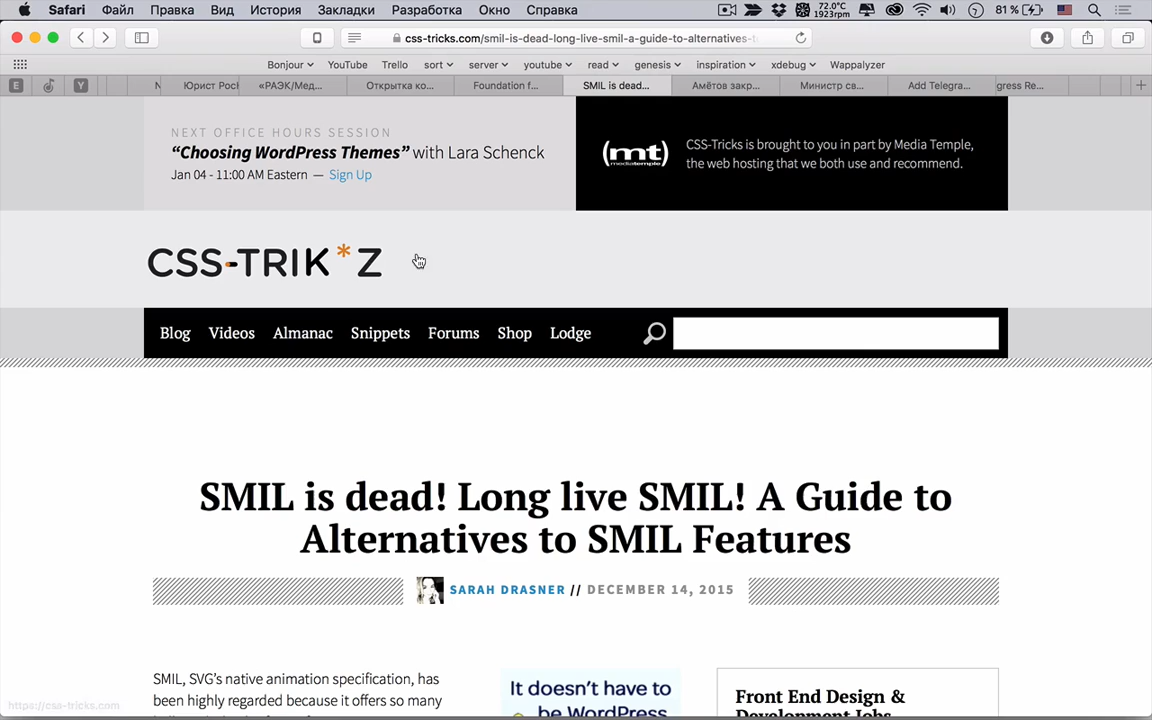 Safari Файл Правка Вид История Закладки Разработка Окно Справка 72.0°C 1923rpm 81 %
css-tricks.com/smil-is-dead-long-live-smil-a-guide-to-alternatives-
Bonjour YouTube Trello sort server youtube read genesis inspiration xdebug Wappalyzer
E Y N Юрист Рос «РАЭК/Мед... Открытка ко... Foundation f... SMIL is dead... Амётов закр... Министр св... Add Telegra... gress Re...
NEXT OFFICE HOURS SESSION
“Choosing WordPress Themes” with Lara Schenck
Jan 04 - 11:00 AM Eastern — Sign Up
(mt)
mediatemple
CSS-Tricks is brought to you in part by Media Temple,
the web hosting that we both use and recommend.
CSS-TRIK*Z
Blog Videos Almanac Snippets Forums Shop Lodge
SMIL is dead! Long live SMIL! A Guide to
Alternatives to SMIL Features
SARAH DRASNER // DECEMBER 14, 2015
SMIL, SVG’s native animation specification, has
been highly regarded because it offers so many
It doesn’t have to
be WordPress
Front End Design &
Development Jobs
https://css-tricks.com